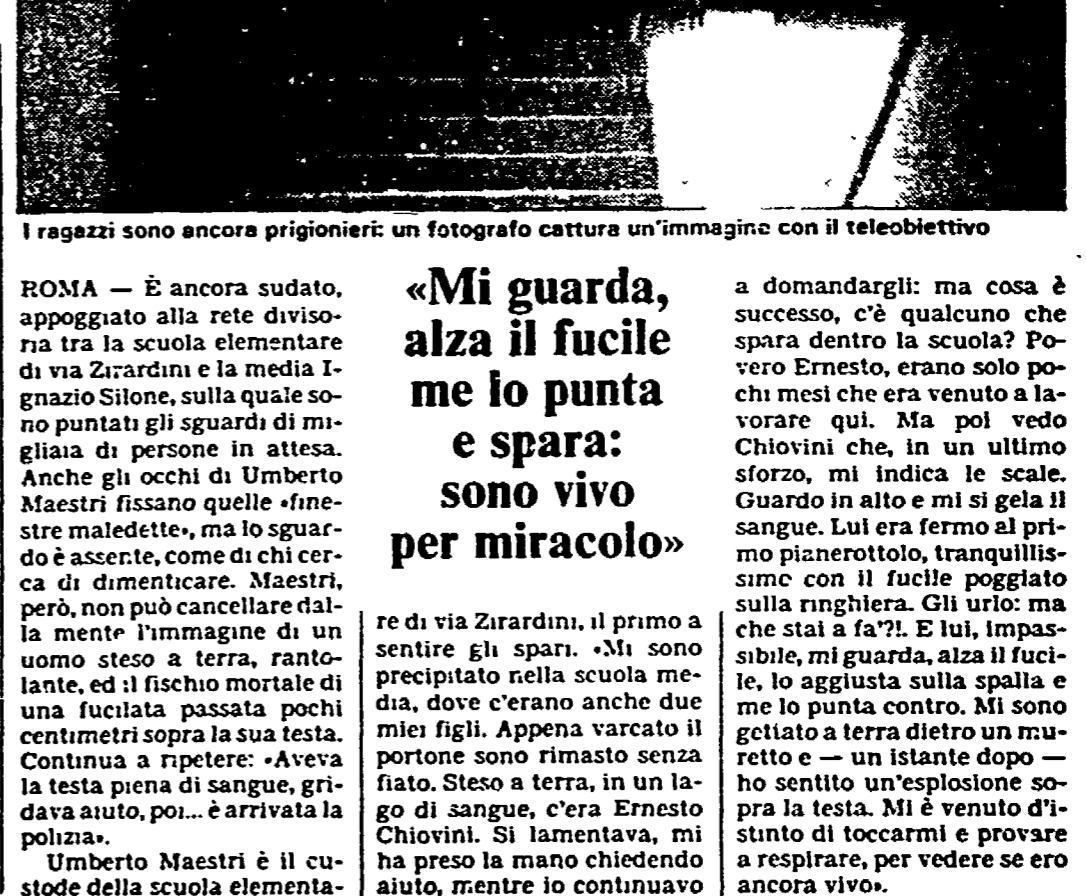 I ragazzi sono ancora prigionieri: un fotografo cattura un'immagine con il teleobiettivo
ROMA — È ancora sudato,
appoggiato alla rete diviso-
ria tra la scuola elementare
di via Zirardini e la media I-
gnazio Silone, sulla quale so-
no puntati gli sguardi di mi-
gliaia di persone in attesa.
Anche gli occhi di Umberto
Maestri fissano quelle «fine-
stre maledette», ma lo sguar-
do è assente, come di chi cer-
ca di dimenticare. Maestri,
però, non può cancellare dal-
la mente l'immagine di un
uomo steso a terra, ranto-
lante, ed il fischio mortale di
una fucilata passata pochi
centimetri sopra la sua testa.
Continua a ripetere: «Aveva
la testa piena di sangue, gri-
dava aiuto, poi... è arrivata la
polizia».
Umberto Maestri è il cu-
stode della scuola elementa-
«Mi guarda,
alza il fucile
me lo punta
e spara:
sono vivo
per miracolo»
re di via Zirardini, il primo a
sentire gli spari. «Mi sono
precipitato nella scuola me-
dia, dove c'erano anche due
miei figli. Appena varcato il
portone sono rimasto senza
fiato. Steso a terra, in un la-
go di sangue, c'era Ernesto
Chiovini. Si lamentava, mi
ha preso la mano chiedendo
aiuto, mentre io continuavo
a domandargli: ma cosa è
successo, c'è qualcuno che
spara dentro la scuola? Po-
vero Ernesto, erano solo po-
chi mesi che era venuto a la-
vorare qui. Ma poi vedo
Chiovini che, in un ultimo
sforzo, mi indica le scale.
Guardo in alto e mi si gela il
sangue. Lui era fermo al pri-
mo pianerottolo, tranquillis-
simo con il fucile poggiato
sulla ringhiera. Gli urlo: ma
che stai a fa'?!. E lui, impas-
sibile, mi guarda, alza il fuci-
le, lo aggiusta sulla spalla e
me lo punta contro. Mi sono
gettato a terra dietro un mu-
retto e — un istante dopo —
ho sentito un'esplosione so-
pra la testa. Mi è venuto d'i-
stinto di toccarmi e provare
a respirare, per vedere se ero
ancora vivo».